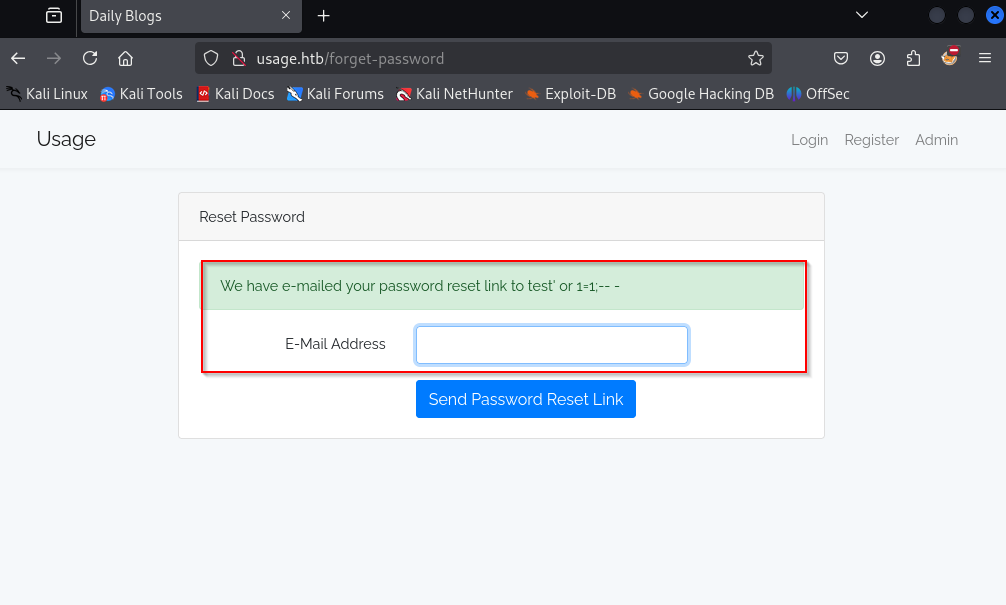 Daily Blogs
usage.htb/forget-password
Kali Linux Kali Tools Kali Docs Kali Forums Kali NetHunter Exploit-DB Google Hacking DB OffSec
Usage Login Register Admin
Reset Password
We have e-mailed your password reset link to test' or 1=1;-- -
E-Mail Address
Send Password Reset Link